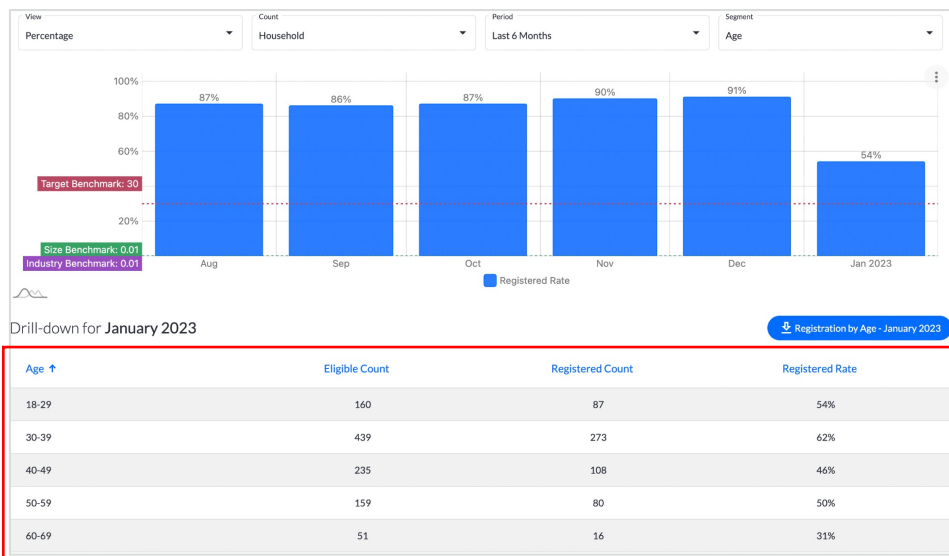 View Count Period Segment
Percentage Household Last 6 Months Age
100%
87% 86% 87% 90% 91%
80%
60%
54%
Target Benchmark: 30
20%
Size Benchmark: 0.01
Industry Benchmark: 0.01
Aug Sep Oct Nov Dec Jan 2023
Registered Rate
Drill-down for January 2023
Registration by Age - January 2023
Age ↑ Eligible Count Registered Count Registered Rate
18-29 160 87 54%
30-39 439 273 62%
40-49 235 108 46%
50-59 159 80 50%
60-69 51 16 31%